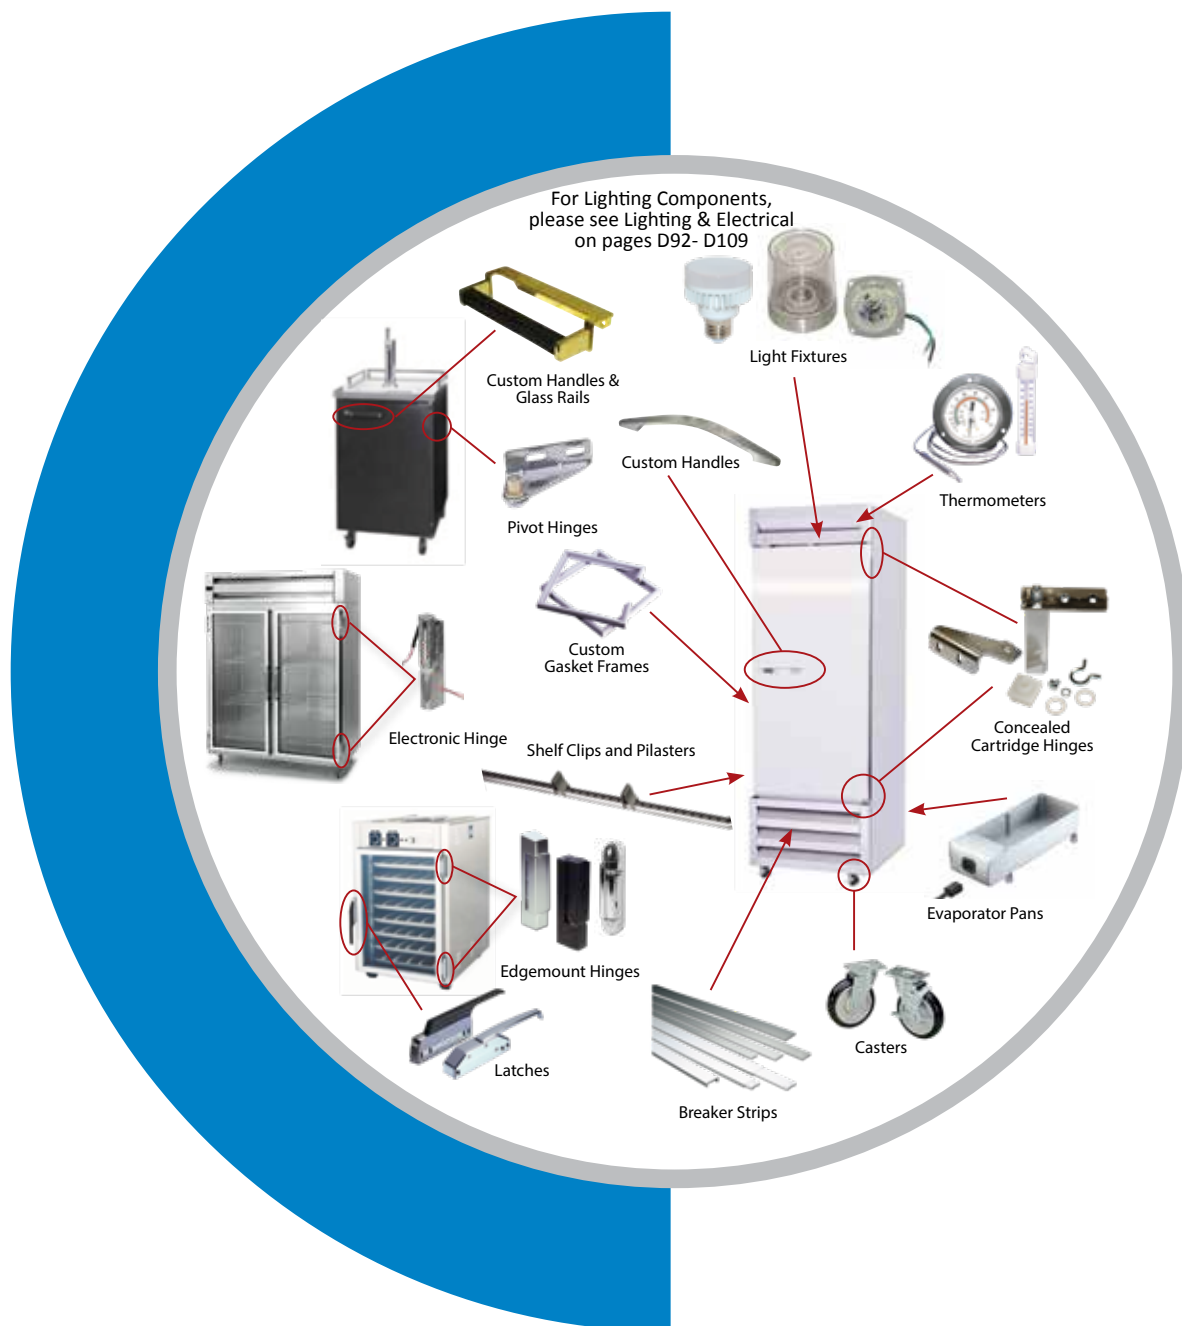 For Lighting Components,
please see Lighting & Electrical
on pages D92- D109
Light Fixtures
Custom Handles &
Glass Rails
Custom Handles
Thermometers
Pivot Hinges
Custom
Gasket Frames
Concealed
Cartridge Hinges
Electronic Hinge
Shelf Clips and Pilasters
Evaporator Pans
Edgemount Hinges
Casters
Latches
Breaker Strips